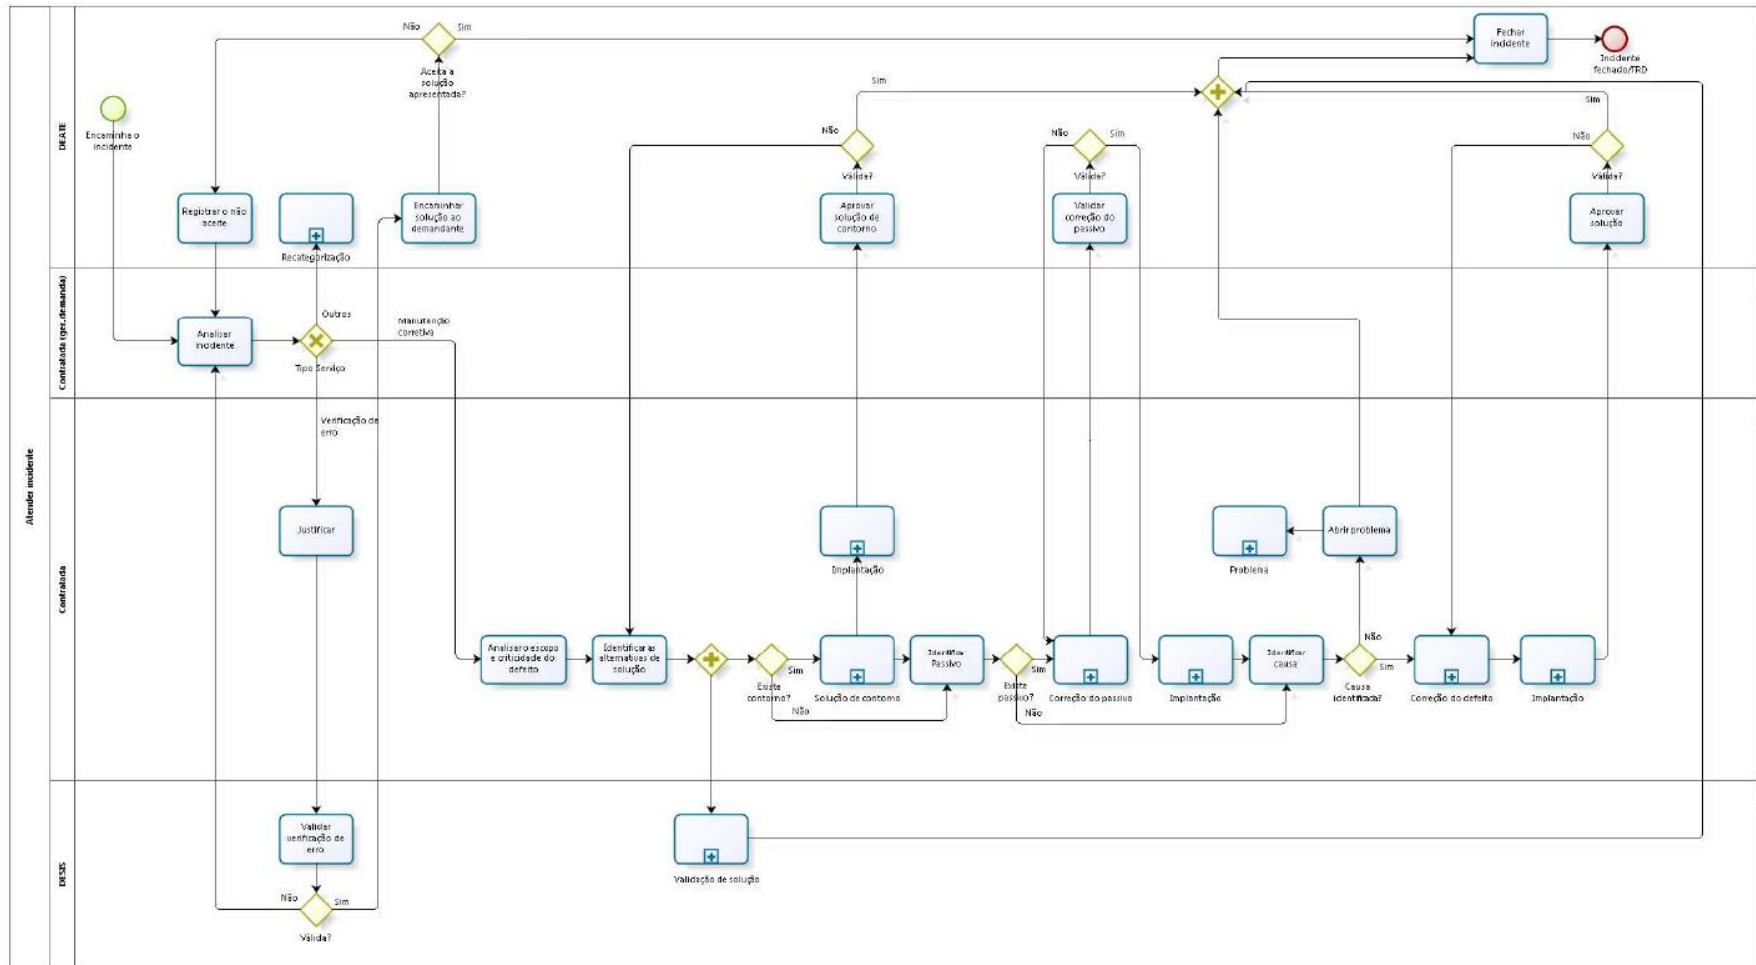 Atender incidente
DEATE
Encaminha o
incidente
Não
Sim
Aceita a
solução
apresentada?
Registrar o não
aceite
Recategorização
Encaminhar
solução ao
demandante
Sim
Não
Válida?
Aprovar
solução de
contorno
Não
Sim
Válida?
Validar
correção do
passivo
Fechar
incidente
Incidente
fechado/TRD
Sim
Não
Válida?
Aprovar
solução
Contratada (ger.demanda)
Analisar
incidente
Outros
Tipo Serviço
Manutenção
corretiva
Contratada
Verificação de
erro
Justificar
Analisar o escopo
e criticidade do
defeito
Identificar as
alternativas de
solução
Existe
contorno?
Sim
Não
Implantação
Solução de contorno
Identificar
Passivo
Existe
passivo?
Sim
Não
Correção do passivo
Implantação
Identificar
causa
Problema
Abrir problema
Não
Sim
Causa
identificada?
Correção do defeito
Implantação
DESIS
Validar
verificação de
erro
Não
Sim
Válida?
Validação de solução